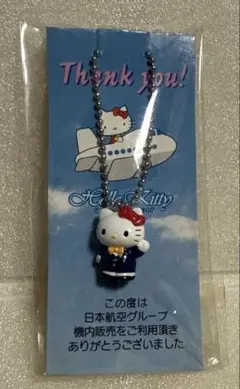 Thank you!
Hello Kitty
この度は
日本航空グループ
機内販売をご利用頂き
ありがとうございました